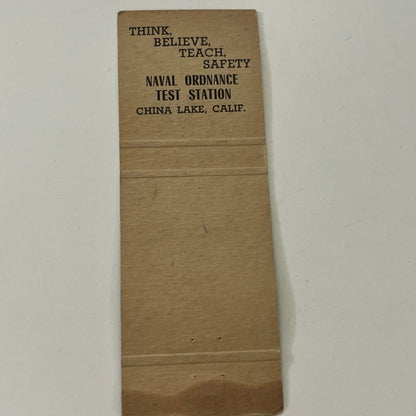 THINK,
BELIEVE,
TEACH,
SAFETY
NAVAL ORDNANCE
TEST STATION
CHINA LAKE, CALIF.